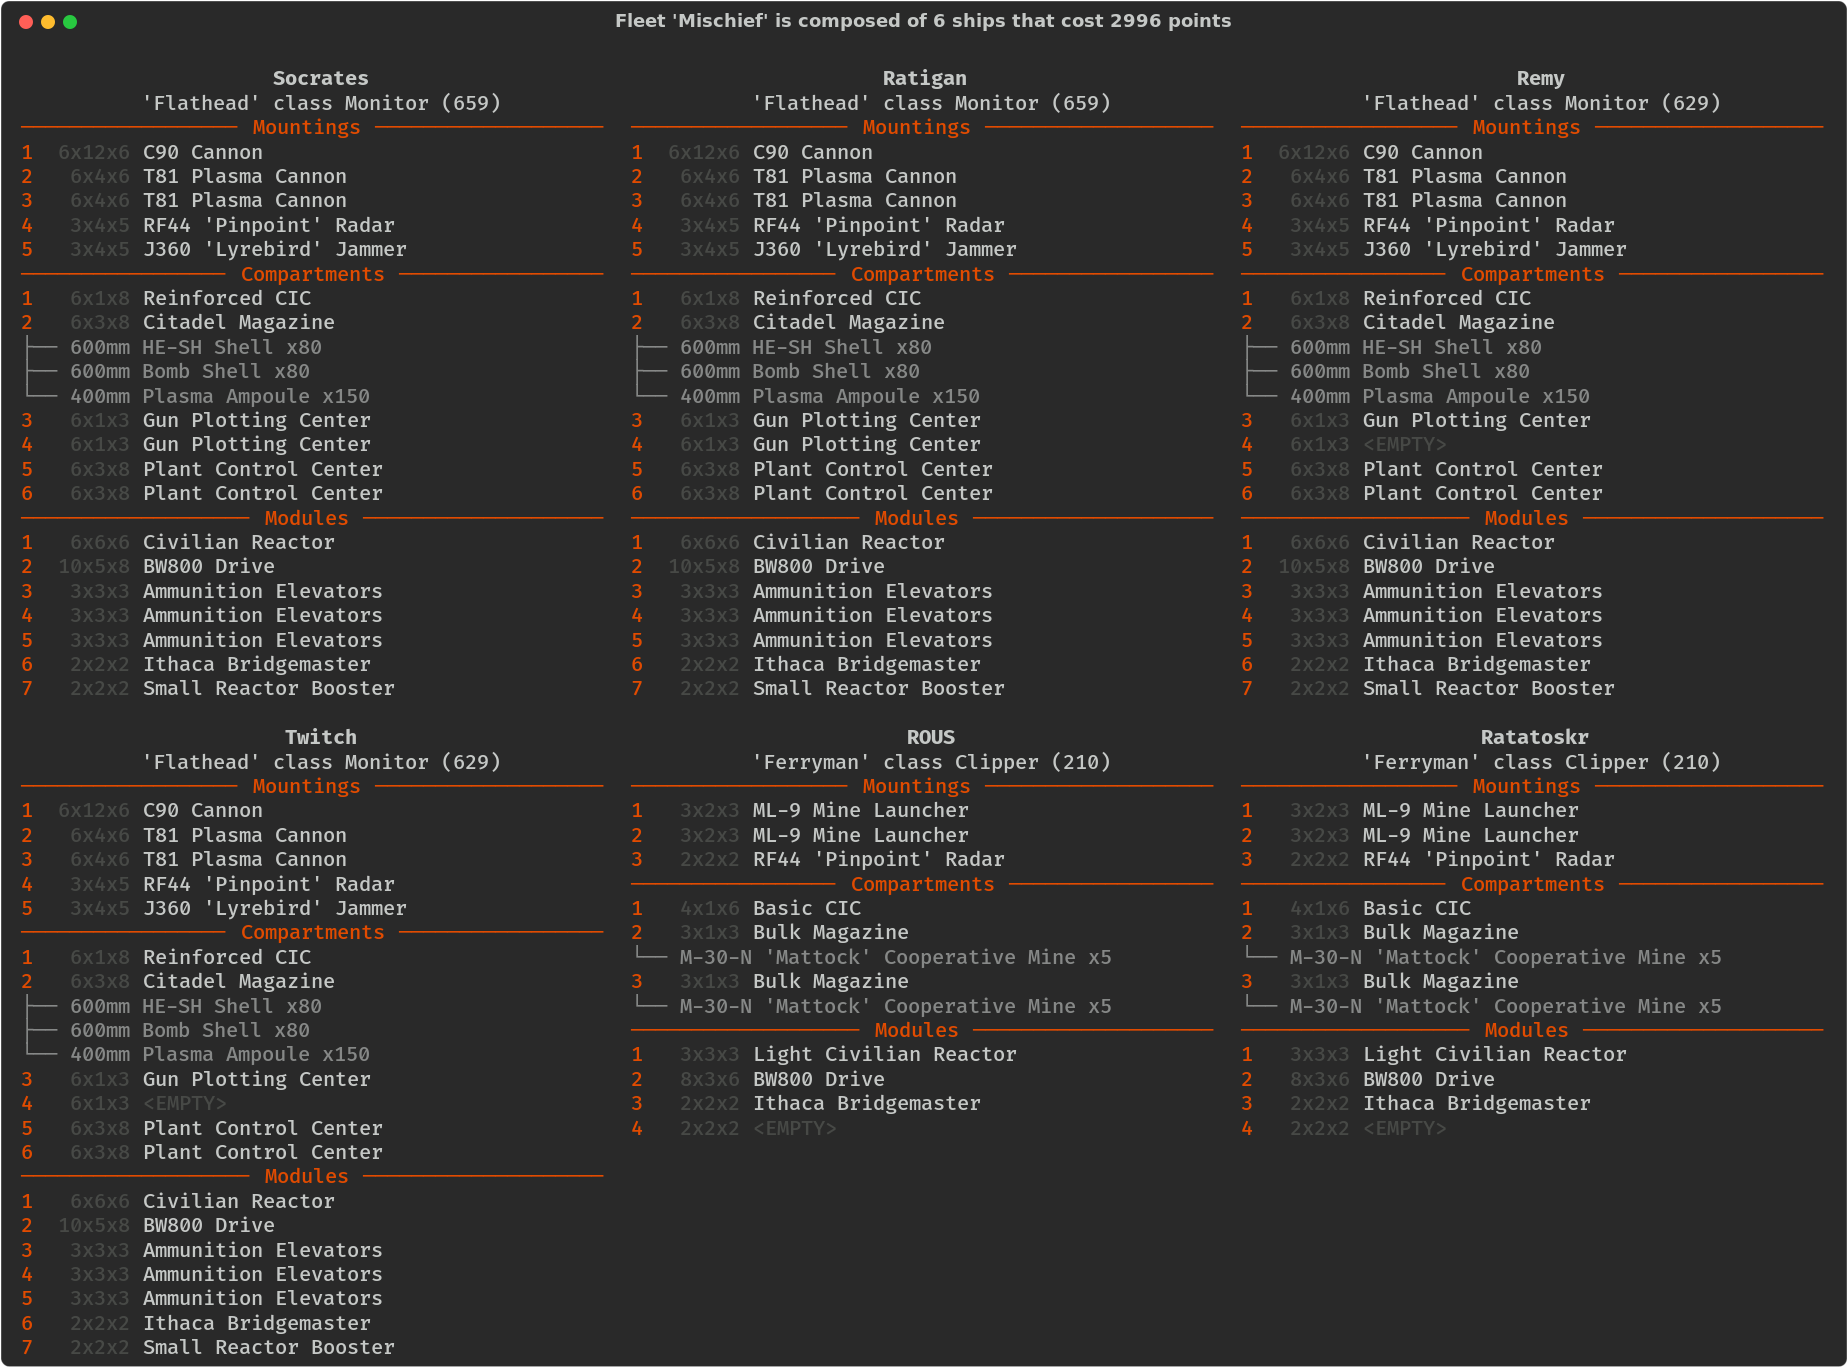 Fleet 'Mischief' is composed of 6 ships that cost 2996 points
Socrates
'Flathead' class Monitor (659)
Mountings
1 6x12x6 C90 Cannon
2 6x4x6 T81 Plasma Cannon
3 6x4x6 T81 Plasma Cannon
4 3x4x5 RF44 'Pinpoint' Radar
5 3x4x5 J360 'Lyrebird' Jammer
Compartments
1 6x1x8 Reinforced CIC
2 6x3x8 Citadel Magazine
├── 600mm HE-SH Shell x80
├── 600mm Bomb Shell x80
└── 400mm Plasma Ampoule x150
3 6x1x3 Gun Plotting Center
4 6x1x3 Gun Plotting Center
5 6x3x8 Plant Control Center
6 6x3x8 Plant Control Center
Modules
1 6x6x6 Civilian Reactor
2 10x5x8 BW800 Drive
3 3x3x3 Ammunition Elevators
4 3x3x3 Ammunition Elevators
5 3x3x3 Ammunition Elevators
6 2x2x2 Ithaca Bridgemaster
7 2x2x2 Small Reactor Booster
Ratigan
'Flathead' class Monitor (659)
Mountings
1 6x12x6 C90 Cannon
2 6x4x6 T81 Plasma Cannon
3 6x4x6 T81 Plasma Cannon
4 3x4x5 RF44 'Pinpoint' Radar
5 3x4x5 J360 'Lyrebird' Jammer
Compartments
1 6x1x8 Reinforced CIC
2 6x3x8 Citadel Magazine
├── 600mm HE-SH Shell x80
├── 600mm Bomb Shell x80
└── 400mm Plasma Ampoule x150
3 6x1x3 Gun Plotting Center
4 6x1x3 Gun Plotting Center
5 6x3x8 Plant Control Center
6 6x3x8 Plant Control Center
Modules
1 6x6x6 Civilian Reactor
2 10x5x8 BW800 Drive
3 3x3x3 Ammunition Elevators
4 3x3x3 Ammunition Elevators
5 3x3x3 Ammunition Elevators
6 2x2x2 Ithaca Bridgemaster
7 2x2x2 Small Reactor Booster
Remy
'Flathead' class Monitor (629)
Mountings
1 6x12x6 C90 Cannon
2 6x4x6 T81 Plasma Cannon
3 6x4x6 T81 Plasma Cannon
4 3x4x5 RF44 'Pinpoint' Radar
5 3x4x5 J360 'Lyrebird' Jammer
Compartments
1 6x1x8 Reinforced CIC
2 6x3x8 Citadel Magazine
├── 600mm HE-SH Shell x80
├── 600mm Bomb Shell x80
└── 400mm Plasma Ampoule x150
3 6x1x3 Gun Plotting Center
4 6x1x3 <EMPTY>
5 6x3x8 Plant Control Center
6 6x3x8 Plant Control Center
Modules
1 6x6x6 Civilian Reactor
2 10x5x8 BW800 Drive
3 3x3x3 Ammunition Elevators
4 3x3x3 Ammunition Elevators
5 3x3x3 Ammunition Elevators
6 2x2x2 Ithaca Bridgemaster
7 2x2x2 Small Reactor Booster
Twitch
'Flathead' class Monitor (629)
Mountings
1 6x12x6 C90 Cannon
2 6x4x6 T81 Plasma Cannon
3 6x4x6 T81 Plasma Cannon
4 3x4x5 RF44 'Pinpoint' Radar
5 3x4x5 J360 'Lyrebird' Jammer
Compartments
1 6x1x8 Reinforced CIC
2 6x3x8 Citadel Magazine
├── 600mm HE-SH Shell x80
├── 600mm Bomb Shell x80
└── 400mm Plasma Ampoule x150
3 6x1x3 Gun Plotting Center
4 6x1x3 <EMPTY>
5 6x3x8 Plant Control Center
6 6x3x8 Plant Control Center
Modules
1 6x6x6 Civilian Reactor
2 10x5x8 BW800 Drive
3 3x3x3 Ammunition Elevators
4 3x3x3 Ammunition Elevators
5 3x3x3 Ammunition Elevators
6 2x2x2 Ithaca Bridgemaster
7 2x2x2 Small Reactor Booster
ROUS
'Ferryman' class Clipper (210)
Mountings
1 3x2x3 ML-9 Mine Launcher
2 3x2x3 ML-9 Mine Launcher
3 2x2x2 RF44 'Pinpoint' Radar
Compartments
1 4x1x6 Basic CIC
2 3x1x3 Bulk Magazine
└── M-30-N 'Mattock' Cooperative Mine x5
3 3x1x3 Bulk Magazine
└── M-30-N 'Mattock' Cooperative Mine x5
Modules
1 3x3x3 Light Civilian Reactor
2 8x3x6 BW800 Drive
3 2x2x2 Ithaca Bridgemaster
4 2x2x2 <EMPTY>
Ratatoskr
'Ferryman' class Clipper (210)
Mountings
1 3x2x3 ML-9 Mine Launcher
2 3x2x3 ML-9 Mine Launcher
3 2x2x2 RF44 'Pinpoint' Radar
Compartments
1 4x1x6 Basic CIC
2 3x1x3 Bulk Magazine
└── M-30-N 'Mattock' Cooperative Mine x5
3 3x1x3 Bulk Magazine
└── M-30-N 'Mattock' Cooperative Mine x5
Modules
1 3x3x3 Light Civilian Reactor
2 8x3x6 BW800 Drive
3 2x2x2 Ithaca Bridgemaster
4 2x2x2 <EMPTY>